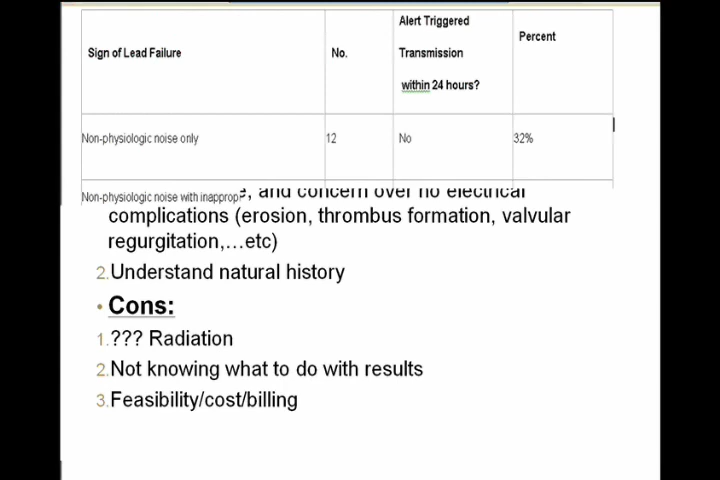 Sign of Lead Failure No. Alert Triggered Transmission within 24 hours? Percent
Non-physiologic noise only 12 No 32%
Non-physiologic noise with inapprop
and concern over no electrical
complications (erosion, thrombus formation, valvular
regurgitation,…etc)
2.Understand natural history
• Cons:
1.??? Radiation
2.Not knowing what to do with results
3.Feasibility/cost/billing